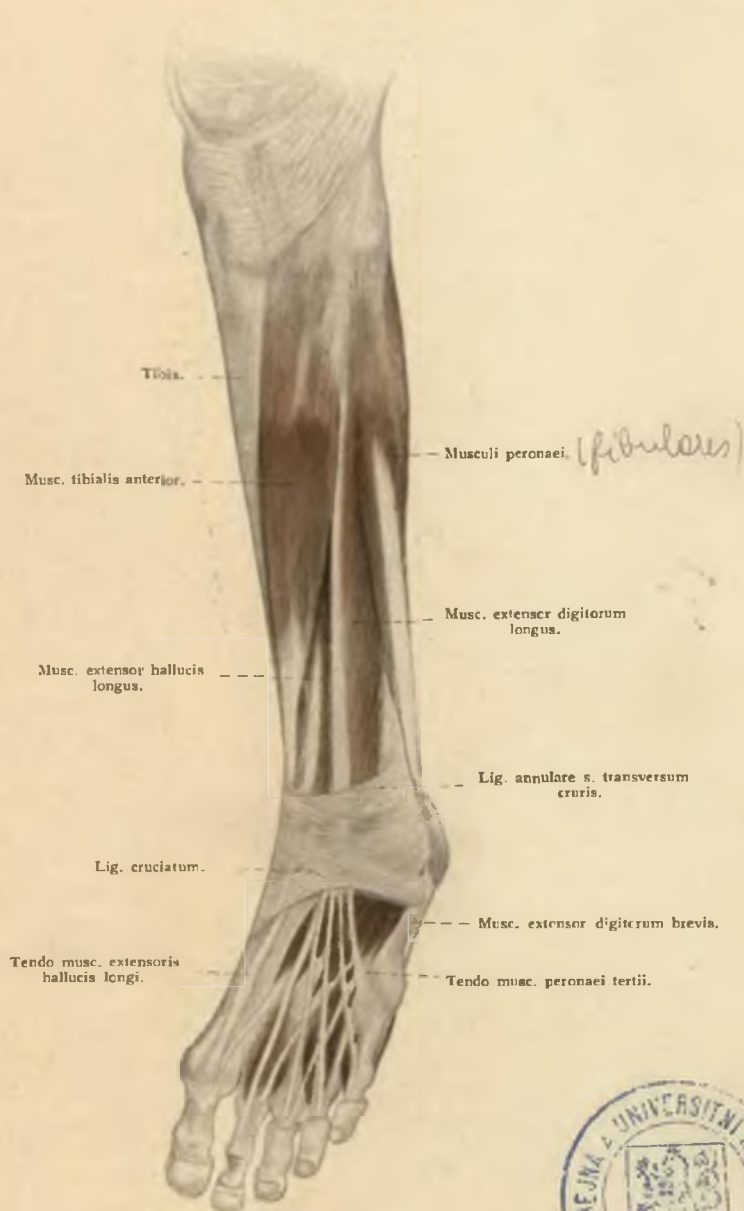 Tibia.
Musculi peronaei. (fibulares)
Musc. tibialis anterior.
Musc. extensor digitorum
longus.
Musc. extensor hallucis
longus.
Lig. annulare s. transversum
cruris.
Lig. cruciatum.
Musc. extensor digitorum brevis.
Tendo musc. extensoris
hallucis longi.
Tendo musc. peronaei tertii.
UNIVERSITNÍ